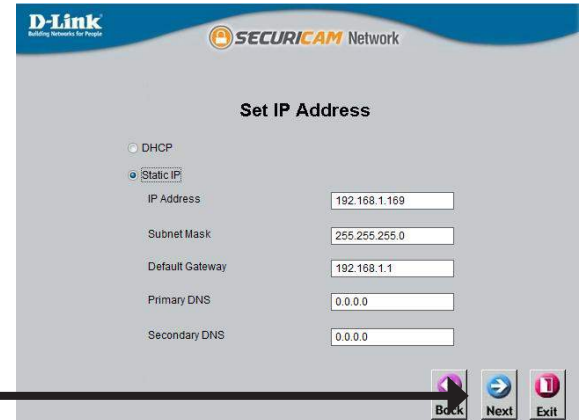 D-Link
Building Networks for People
SECURICAM Network
Set IP Address
DHCP
Static IP
IP Address 192.168.1.169
Subnet Mask 255.255.255.0
Default Gateway 192.168.1.1
Primary DNS 0.0.0.0
Secondary DNS 0.0.0.0
Back Next Exit